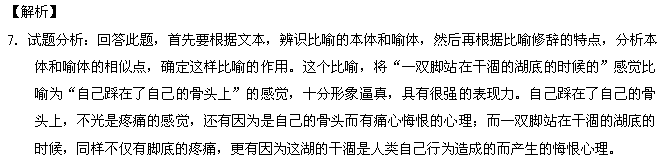 【解析】
7. 试题分析：回答此题，首先要根据文本，辨识比喻的本体和喻体，然后再根据比喻修辞的特点，分析本
体和喻体的相似点，确定这样比喻的作用。这个比喻，将“一双脚站在干涸的湖底的时候的”感觉比
喻为“自己踩在了自己的骨头上”的感觉，十分形象逼真，具有很强的表现力。自己踩在了自己的骨
头上，不光是疼痛的感觉，还有因为是自己的骨头而有痛心悔恨的心理；而一双脚站在干涸的湖底的
时候，同样不仅有脚底的疼痛，更有因为这湖的干涸是人类自己行为造成的而产生的悔恨心理。